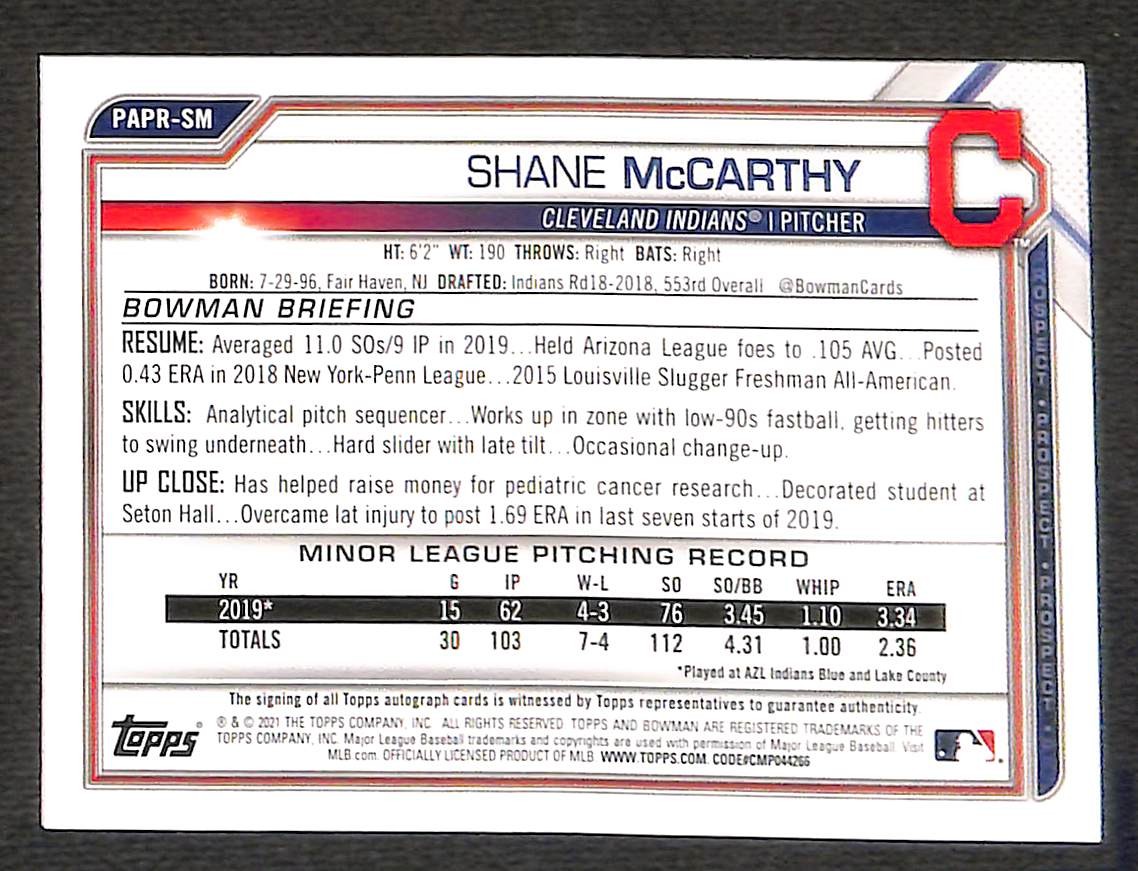 PAPR-SM
SHANE McCARTHY
CLEVELAND INDIANS® | PITCHER
C
™
HT: 6'2" WT: 190 THROWS: Right BATS: Right
BORN: 7-29-96, Fair Haven, NJ DRAFTED: Indians Rd18-2018, 553rd Overall @BowmanCards
BOWMAN BRIEFING
RESUME: Averaged 11.0 SOs/9 IP in 2019...Held Arizona League foes to .105 AVG...Posted
0.43 ERA in 2018 New York-Penn League...2015 Louisville Slugger Freshman All-American.
SKILLS: Analytical pitch sequencer...Works up in zone with low-90s fastball, getting hitters
to swing underneath...Hard slider with late tilt...Occasional change-up.
UP CLOSE: Has helped raise money for pediatric cancer research...Decorated student at
Seton Hall...Overcame lat injury to post 1.69 ERA in last seven starts of 2019.
MINOR LEAGUE PITCHING RECORD
YR G IP W-L SO SO/BB WHIP ERA
2019* 15 62 4-3 76 3.45 1.10 3.34
TOTALS 30 103 7-4 112 4.31 1.00 2.36
*Played at AZL Indians Blue and Lake County
The signing of all Topps autograph cards is witnessed by Topps representatives to guarantee authenticity.
Topps
® & © 2021 THE TOPPS COMPANY, INC. ALL RIGHTS RESERVED. TOPPS AND BOWMAN ARE REGISTERED TRADEMARKS OF THE
TOPPS COMPANY, INC. Major League Baseball trademarks and copyrights are used with permission of Major League Baseball. Visit
MLB.com. OFFICIALLY LICENSED PRODUCT OF MLB. WWW.TOPPS.COM. CODE#CMP044266
ROSPECT • PROSPECT • PROSPECT